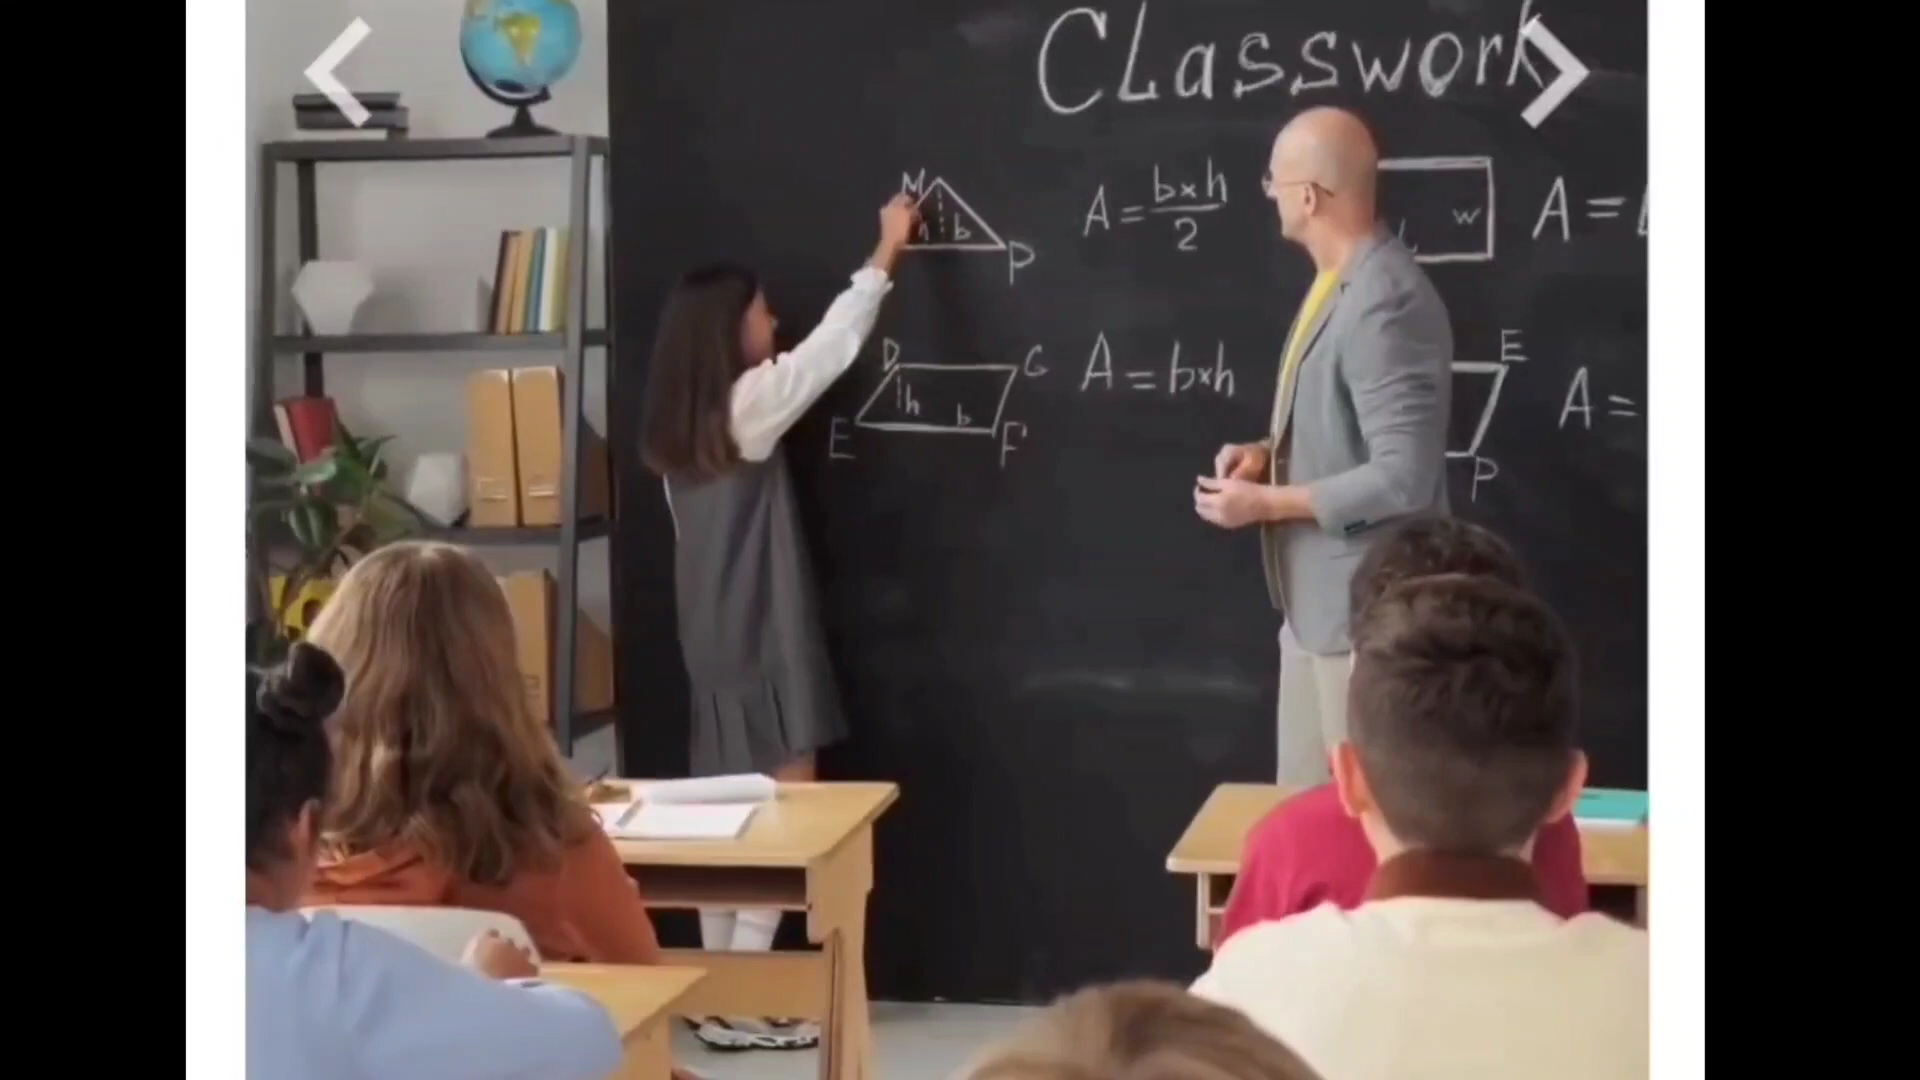 Classwork
M
h b
P
A = b×h/2
w
A =
D G
h b
E F
A = b×h
E
P
A =